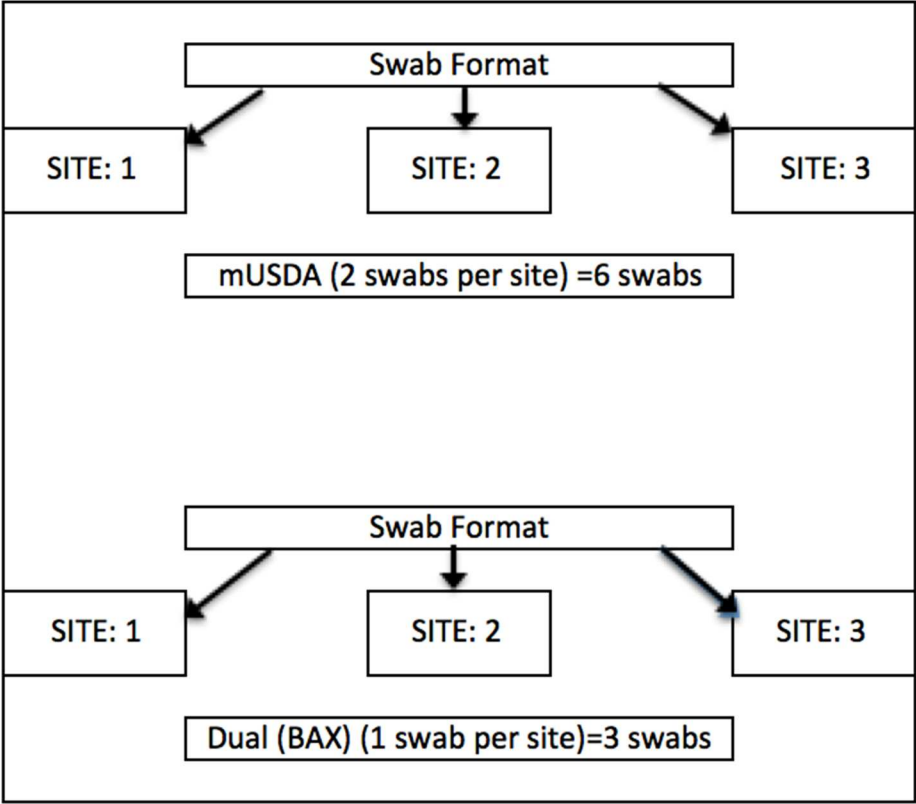 Swab Format
SITE: 1 SITE: 2 SITE: 3
mUSDA (2 swabs per site) =6 swabs
Swab Format
SITE: 1 SITE: 2 SITE: 3
Dual (BAX) (1 swab per site)=3 swabs